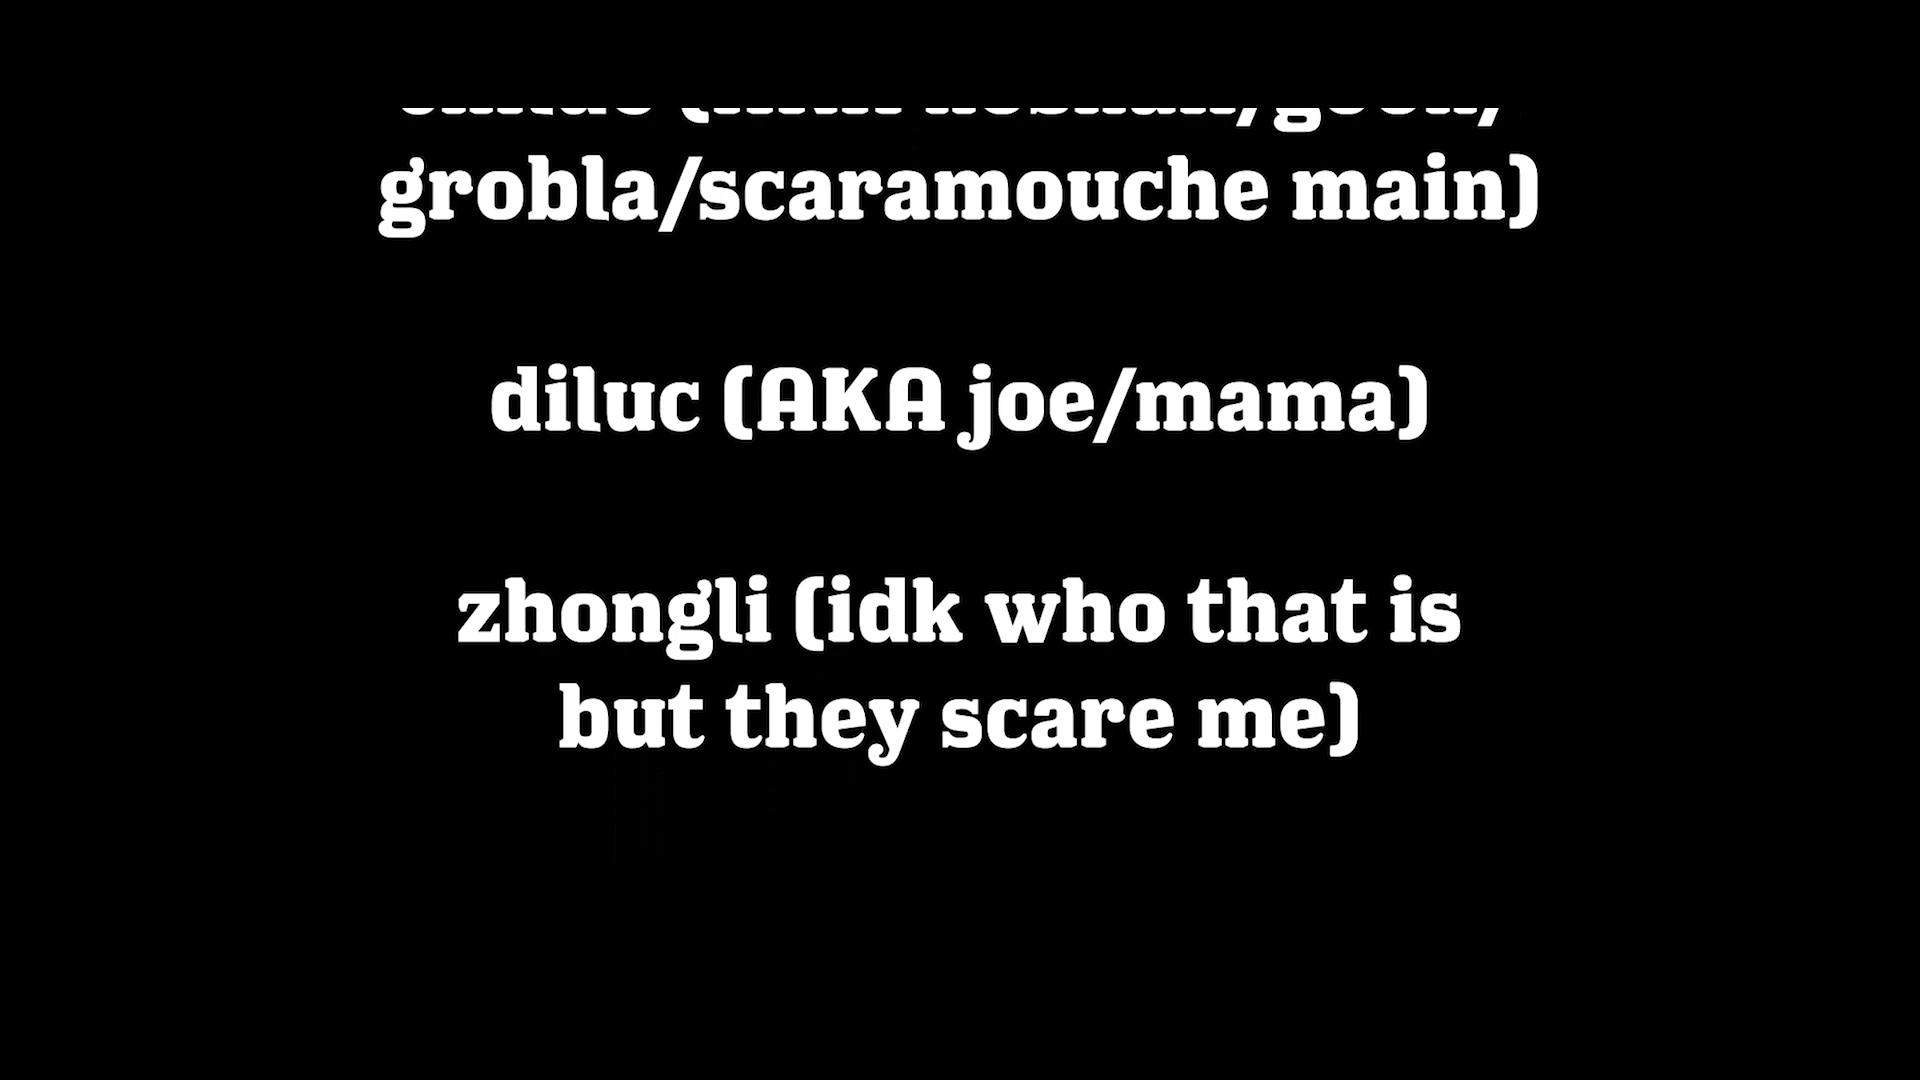 grobla/scaramouche main)
diluc (AKA joe/mama)
zhongli (idk who that is
but they scare me)